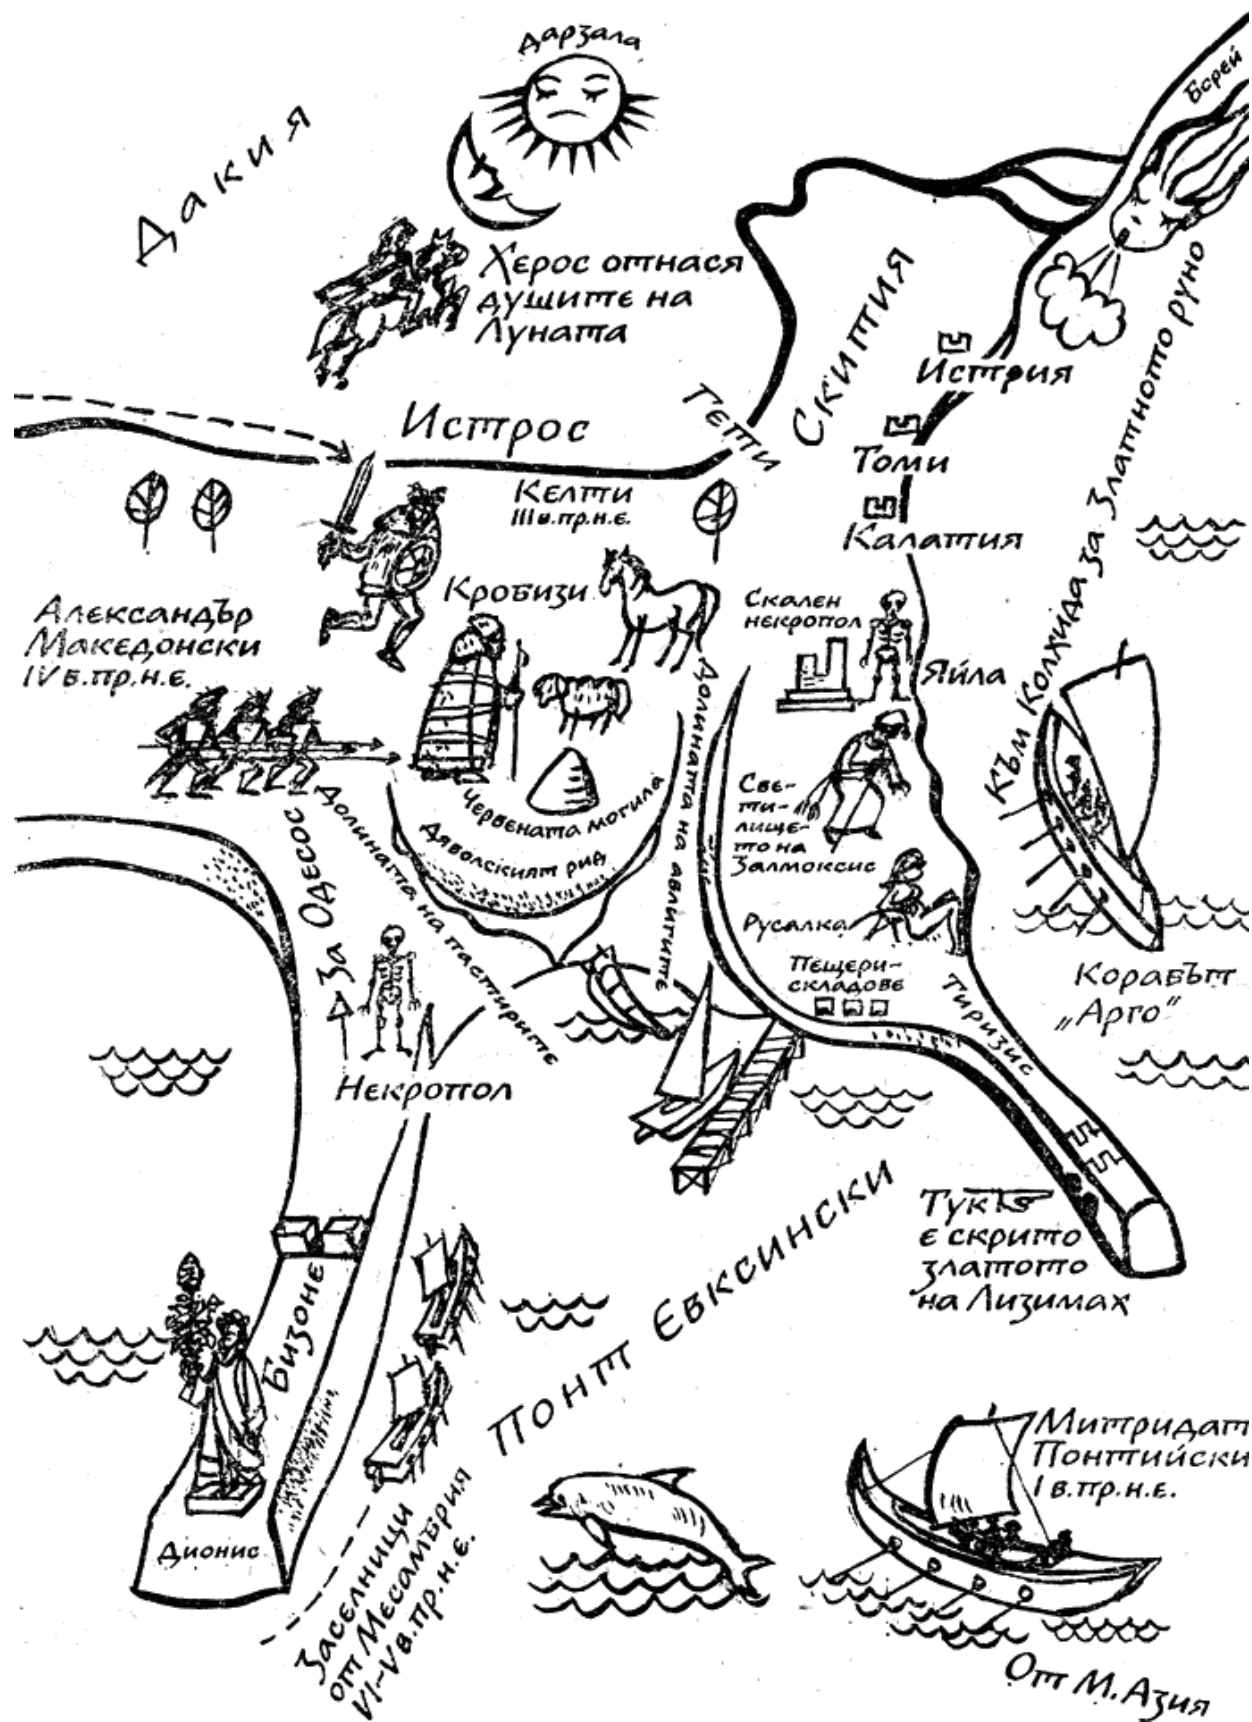 Дарзала
Борей
Дакия
Херос отнася
душите на
Луната
Скития
Към Колхида за Златното руно
Истрия
Гети
Истрос
Томи
Келти
III в.пр.н.е.
Калатия
Кробизи
Скален
некропол
Александър
Македонски
IV в.пр.н.е.
Яйла
Долината на авлитите
Червената могила
Дяволският рид
Све-
ти-
лище-
то на
Залмоксис
За Одесос
Долината на пастирите
Русалка
Пещери-
складове
Корабът
„Арго“
Тиризис
Некропол
Тук
е скрито
златото
на Лизимах
Понт Евксински
Бизоне
Дионис
Заселници
от Месамбрия
VI-V в.пр.н.е.
Митридат
Понтийски
I в.пр.н.е.
От М. Азия